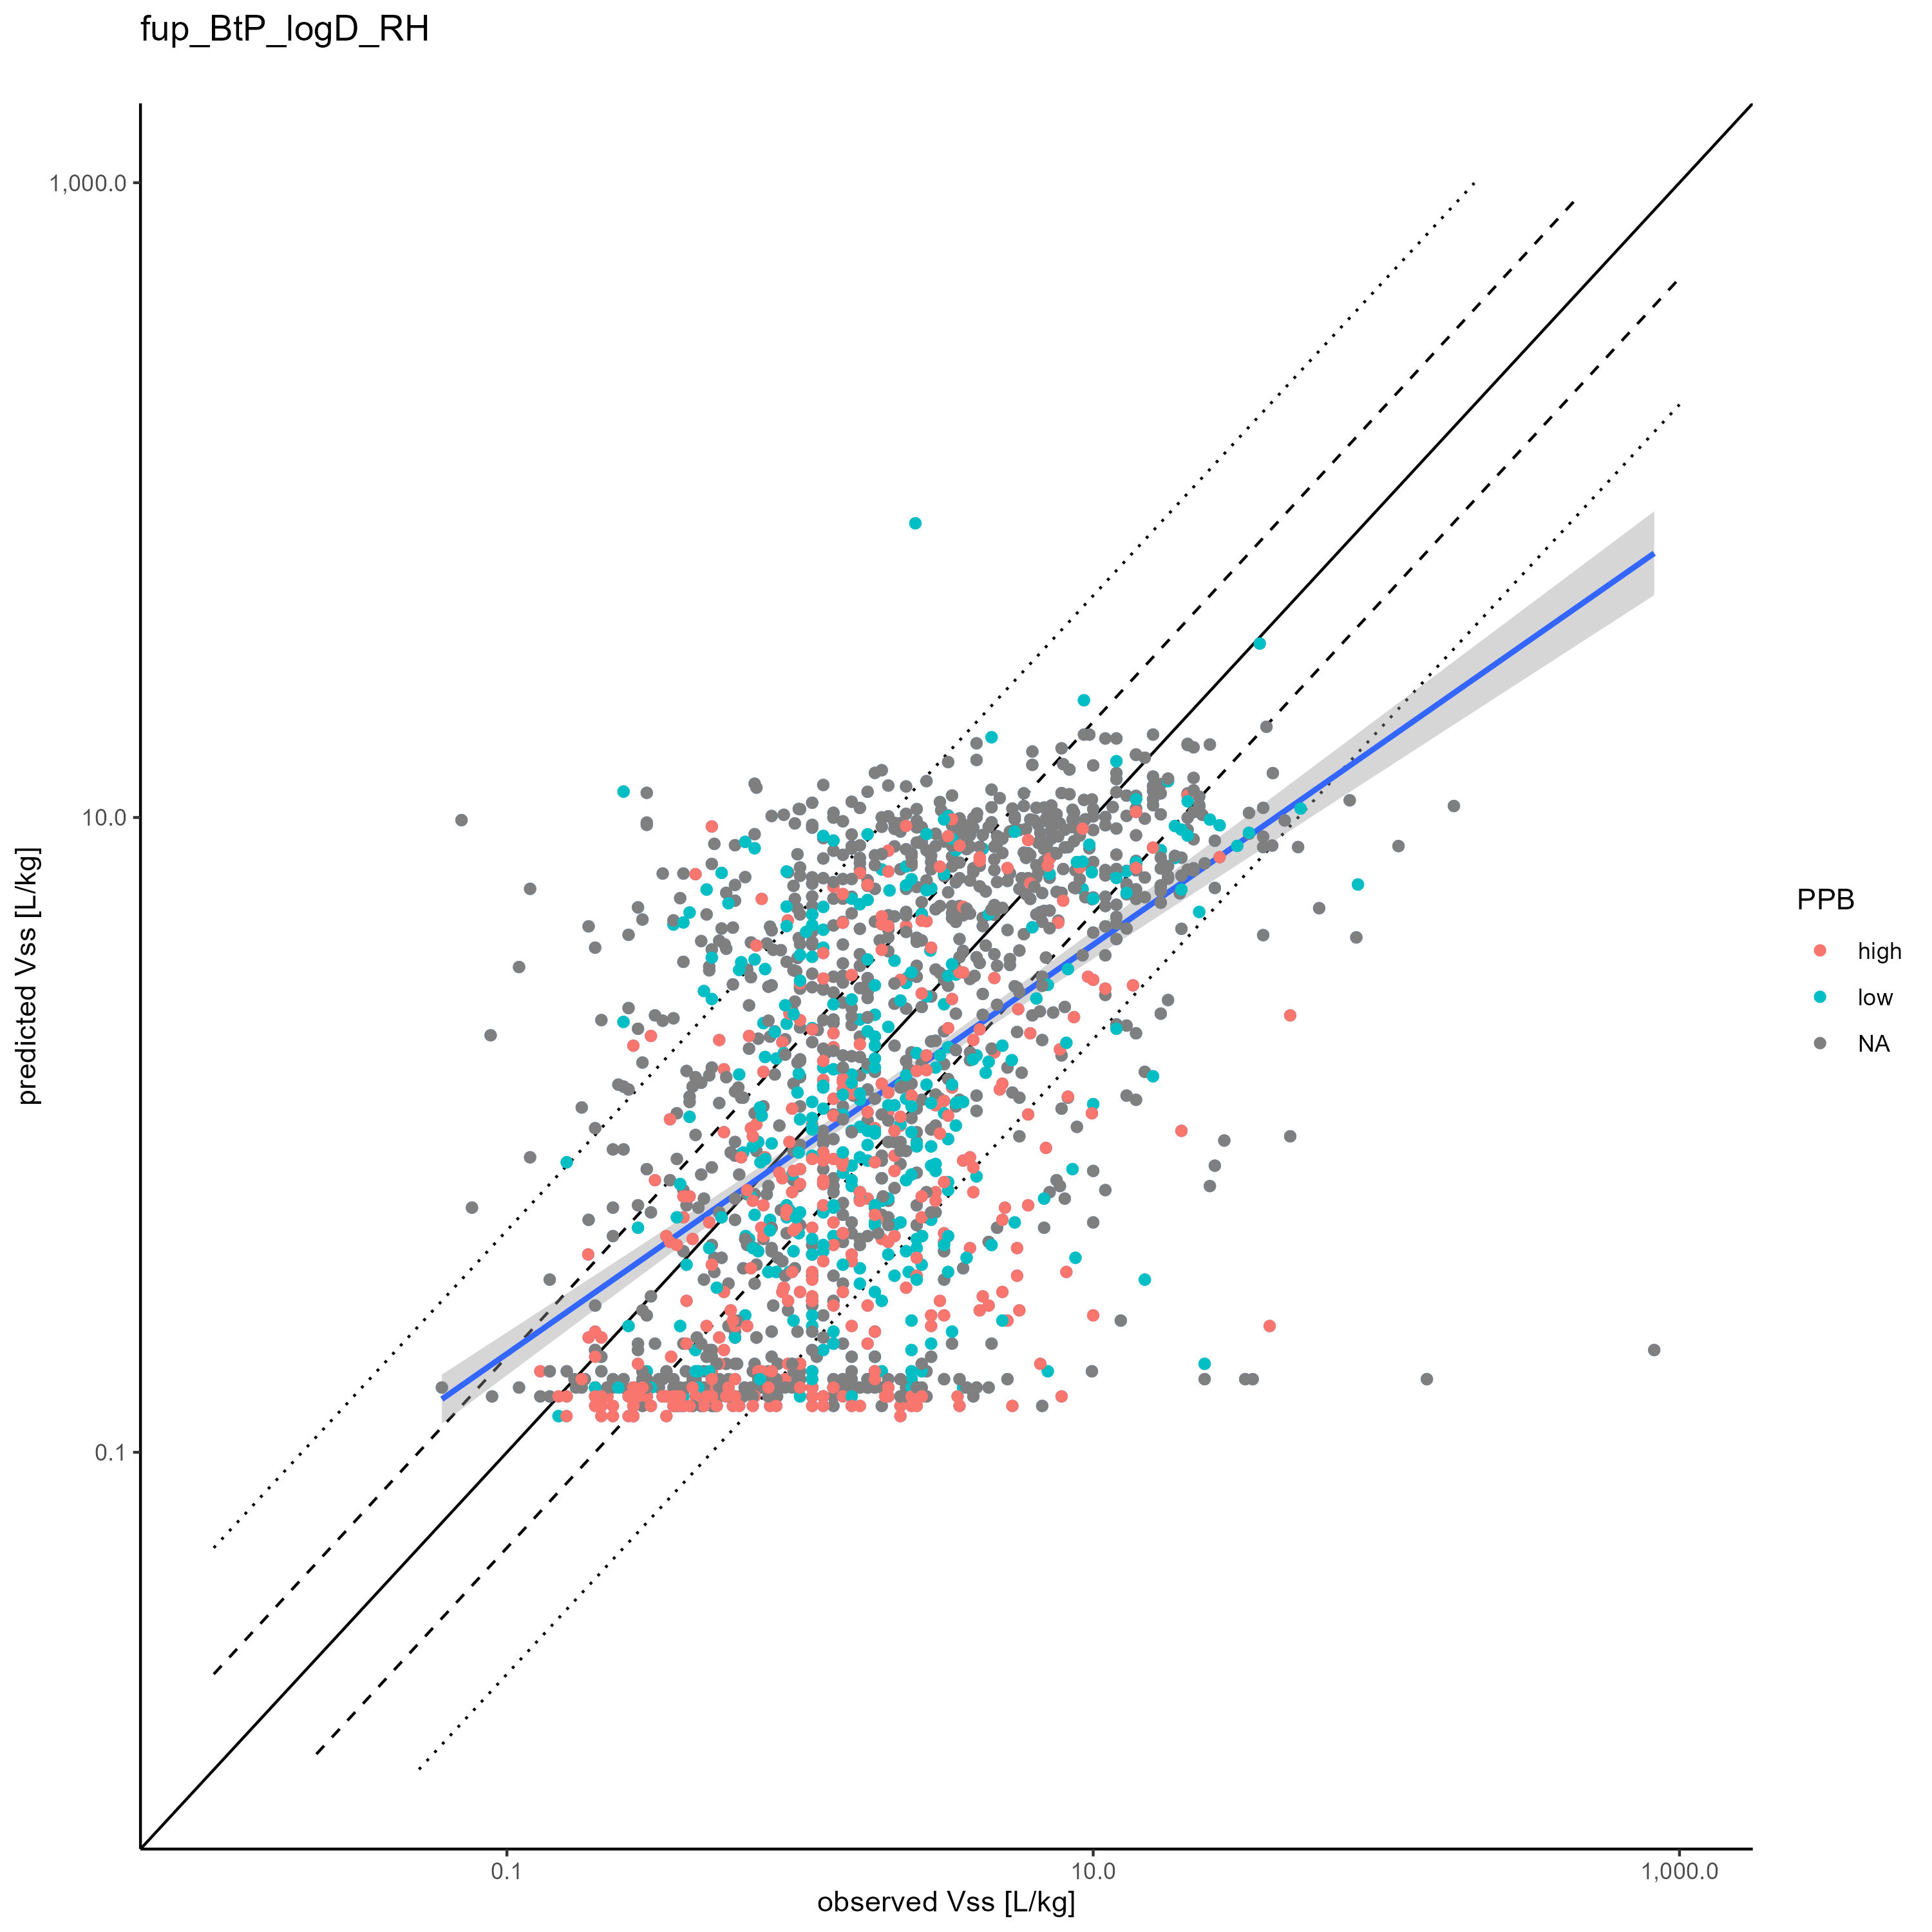 fup_BtP_logD_RH
predicted Vss [L/kg]
1,000.0
10.0
0.1
0.1
10.0
1,000.0
observed Vss [L/kg]
PPB
high
low
NA